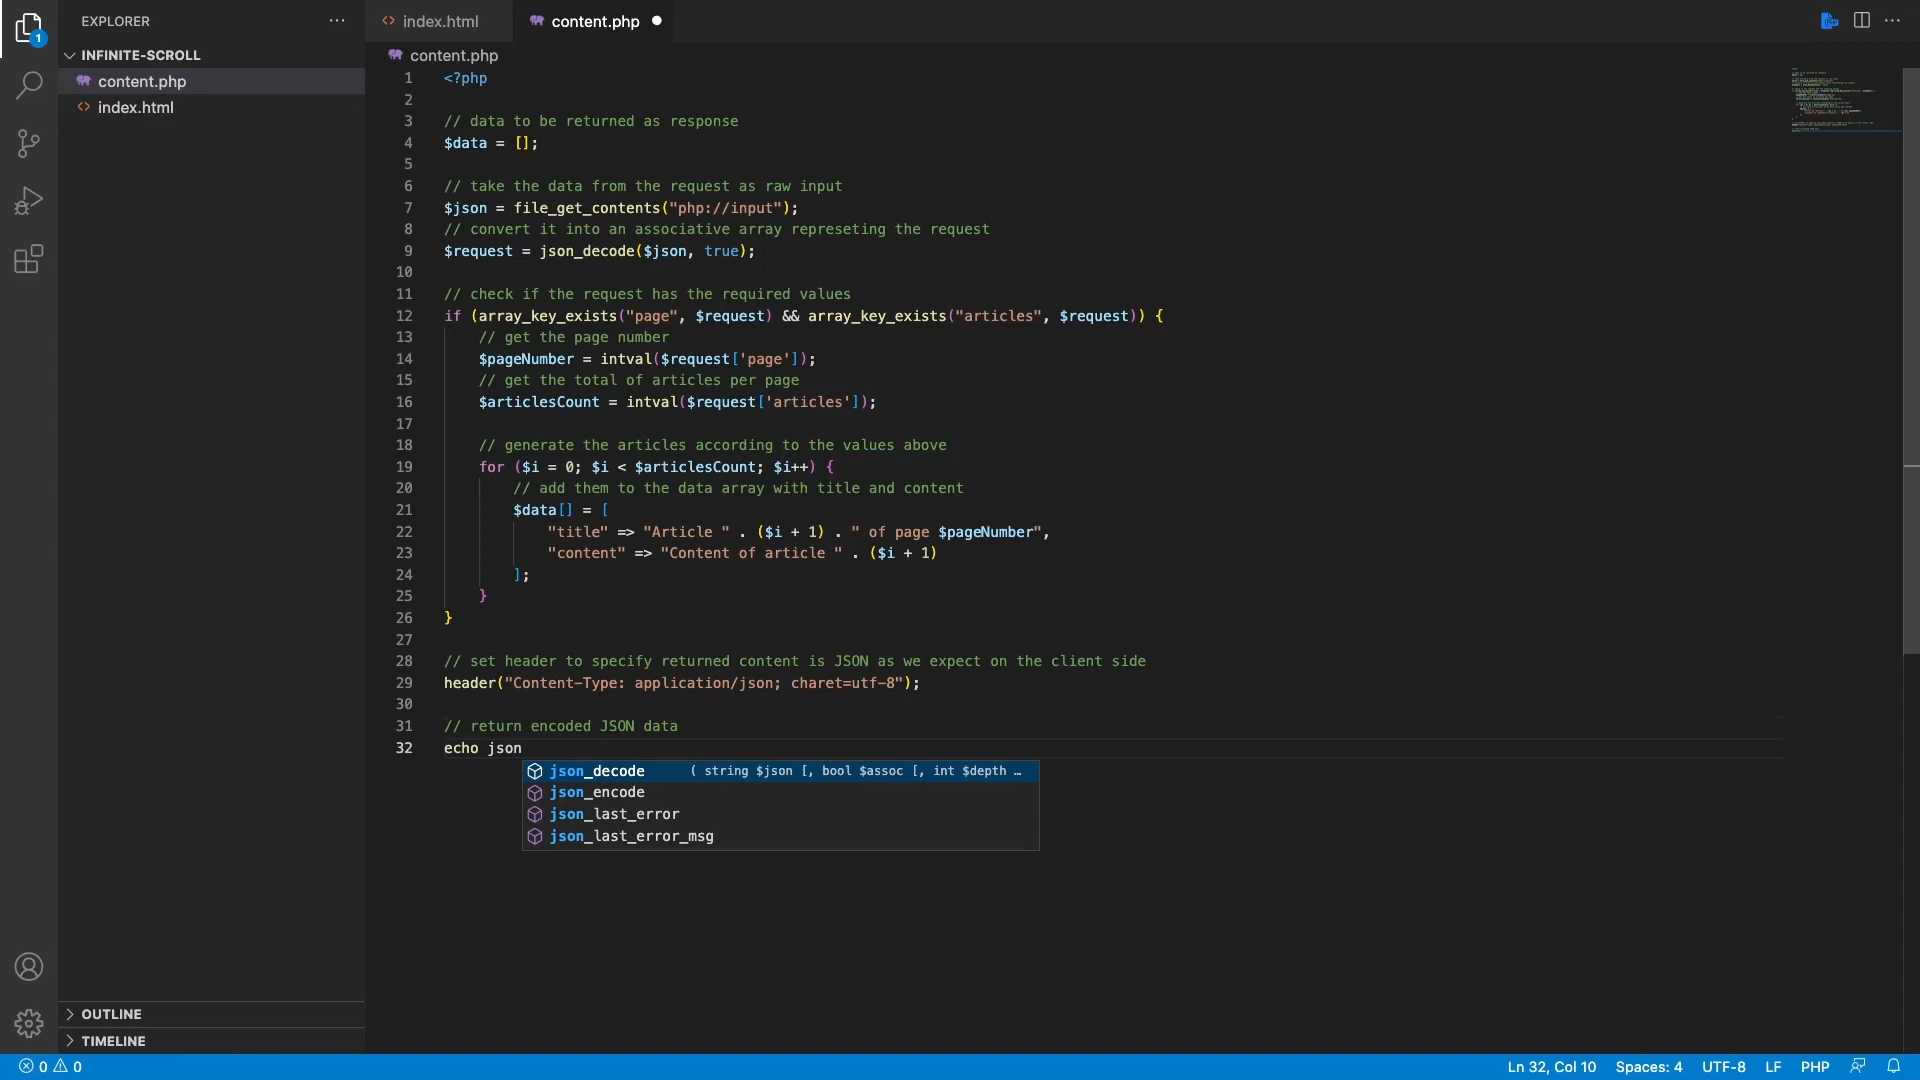 EXPLORER
index.html
content.php
1
INFINITE-SCROLL
content.php
index.html
content.php
1 <?php
2
3 // data to be returned as response
4 $data = [];
5
6 // take the data from the request as raw input
7 $json = file_get_contents("php://input");
8 // convert it into an associative array represeting the request
9 $request = json_decode($json, true);
10
11 // check if the request has the required values
12 if (array_key_exists("page", $request) && array_key_exists("articles", $request)) {
13 // get the page number
14 $pageNumber = intval($request['page']);
15 // get the total of articles per page
16 $articlesCount = intval($request['articles']);
17
18 // generate the articles according to the values above
19 for ($i = 0; $i < $articlesCount; $i++) {
20 // add them to the data array with title and content
21 $data[] = [
22 "title" => "Article " . ($i + 1) . " of page $pageNumber",
23 "content" => "Content of article " . ($i + 1)
24 ];
25 }
26 }
27
28 // set header to specify returned content is JSON as we expect on the client side
29 header("Content-Type: application/json; charet=utf-8");
30
31 // return encoded JSON data
32 echo json
json_decode ( string $json [, bool $assoc [, int $depth …
json_encode
json_last_error
json_last_error_msg
OUTLINE
TIMELINE
0 0
Ln 32, Col 10 Spaces: 4 UTF-8 LF PHP